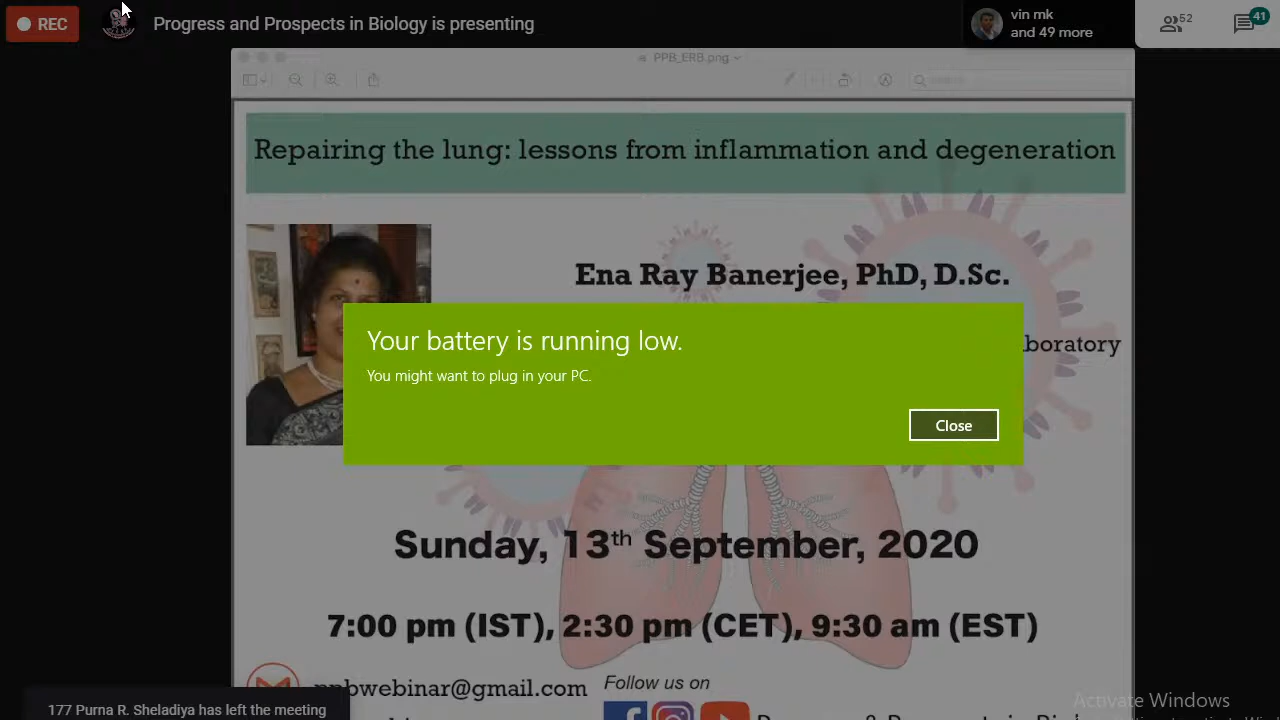 REC
Progress and Prospects in Biology is presenting
vin mk
and 49 more
52
41
PPB_ERB.png
Repairing the lung: lessons from inflammation and degeneration
Ena Ray Banerjee, PhD, D.Sc.
boratory
Your battery is running low.
You might want to plug in your PC.
Close
Sunday, 13th September, 2020
7:00 pm (IST), 2:30 pm (CET), 9:30 am (EST)
ppbwebinar@gmail.com
Follow us on
Activate Windows
177 Purna R. Sheladiya has left the meeting